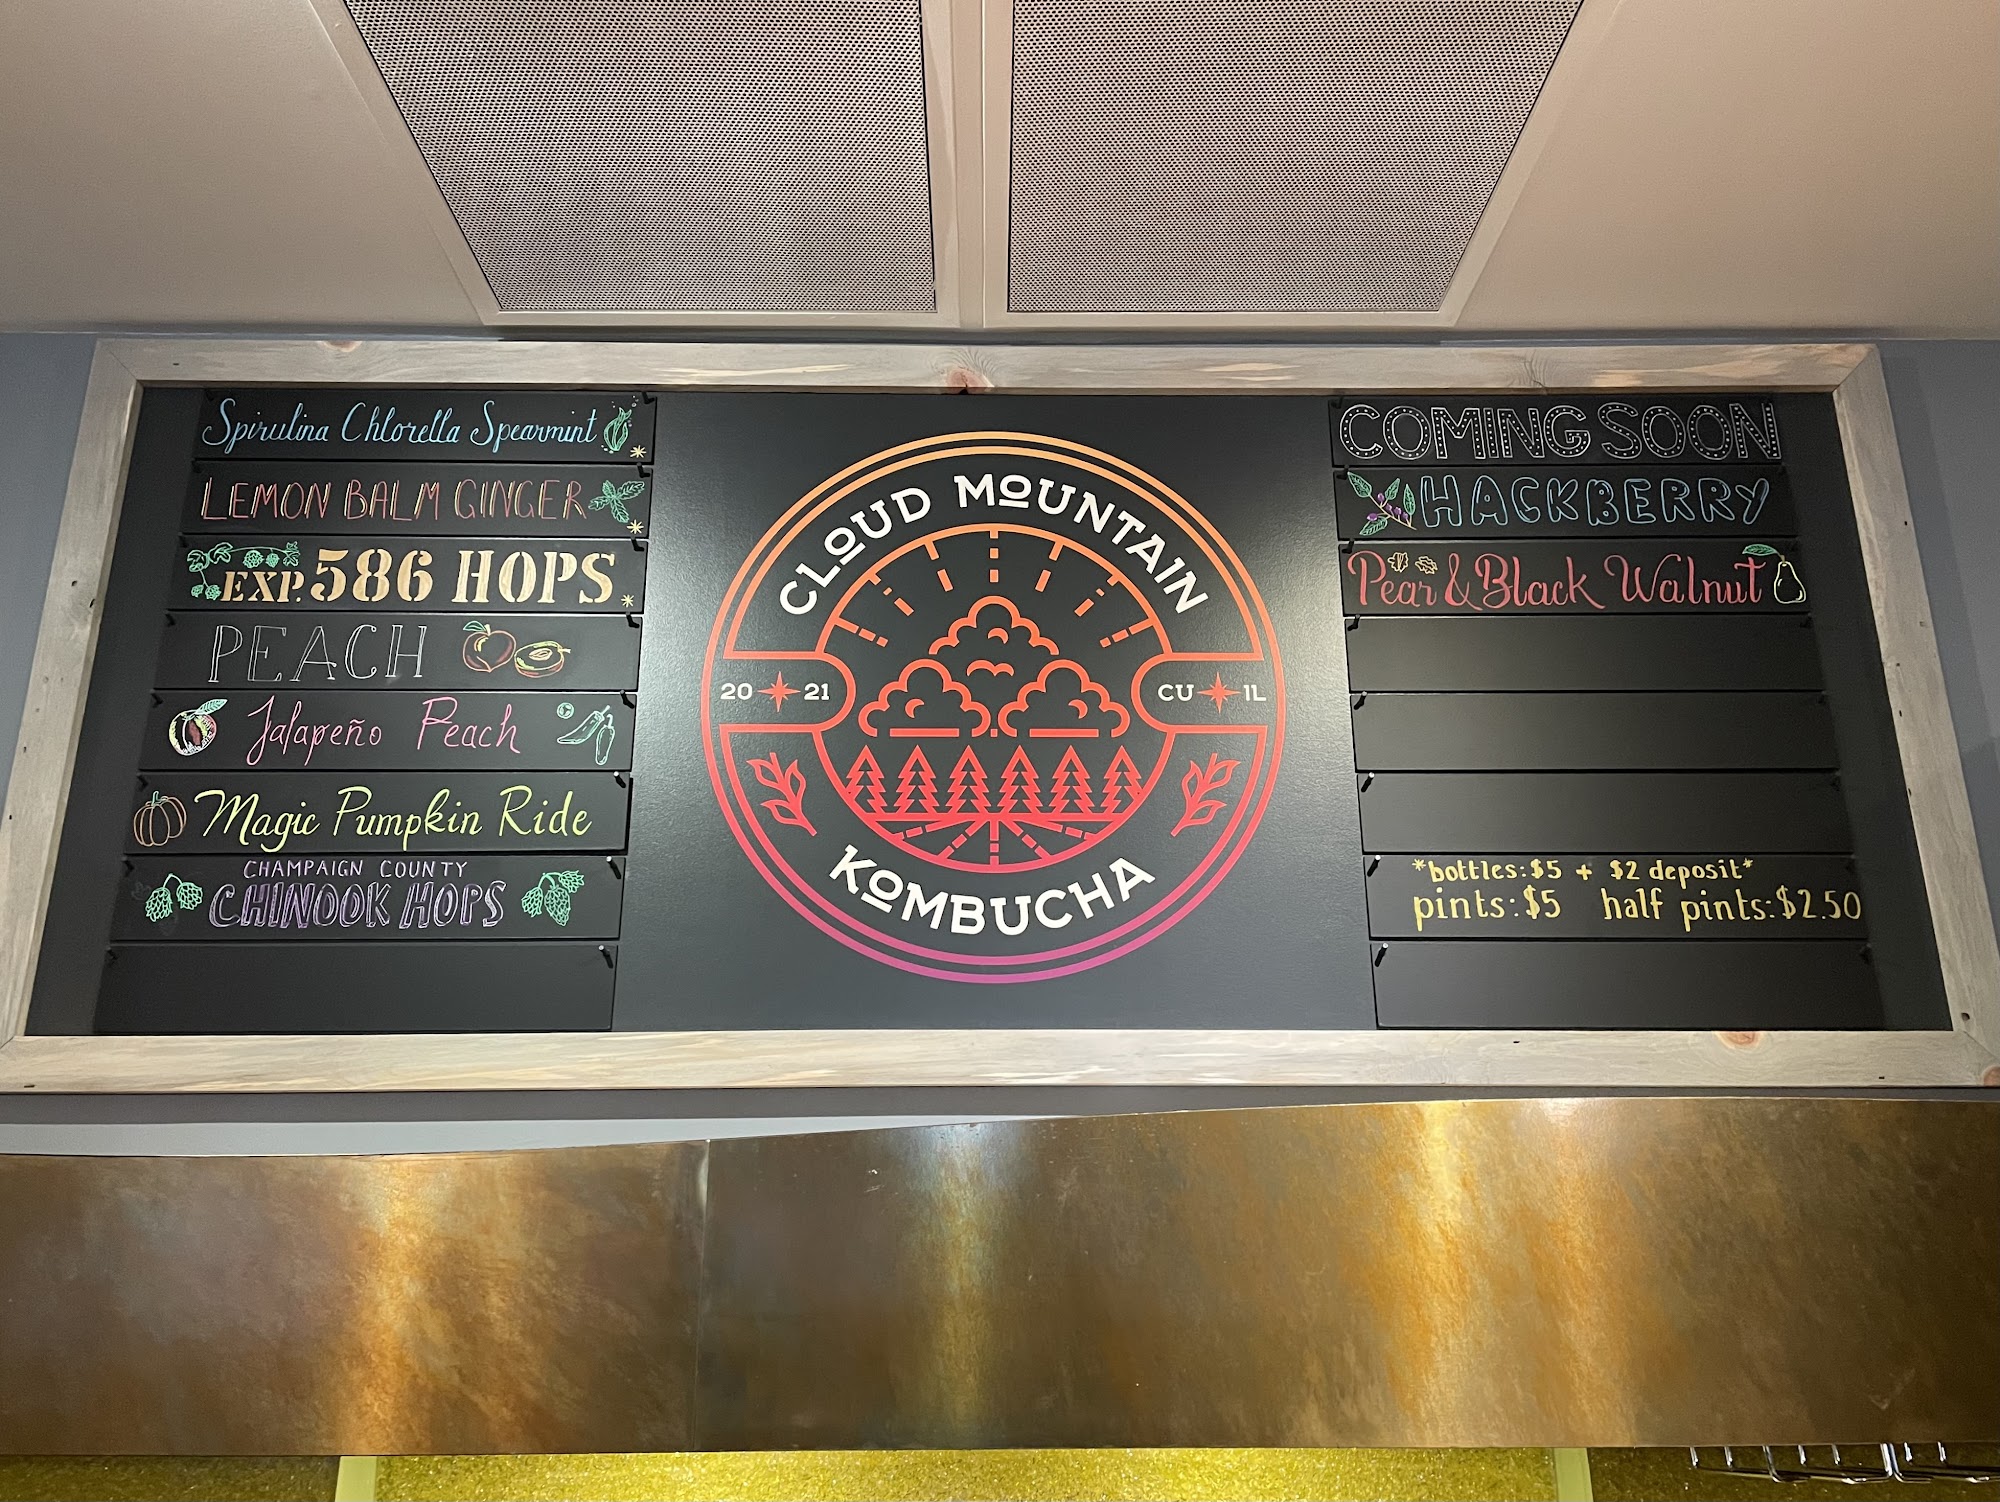 Spirulina Chlorella Spearmint *
LEMON BALM GINGER *
EXP. 586 HOPS *
PEACH
Jalapeño Peach
Magic Pumpkin Ride
CHAMPAIGN COUNTY
CHINOOK HOPS
CLOUD MOUNTAIN
20 21
CU IL
KOMBUCHA
COMING SOON
HACKBERRY
Pear & Black Walnut
*bottles: $5 + $2 deposit*
pints: $5 half pints: $2.50